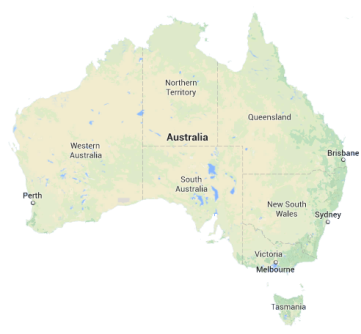 Northern
Territory
Queensland
Australia
Western
Australia
Brisbane
South
Australia
Perth
New South
Wales
Sydney
Victoria
Melbourne
Tasmania